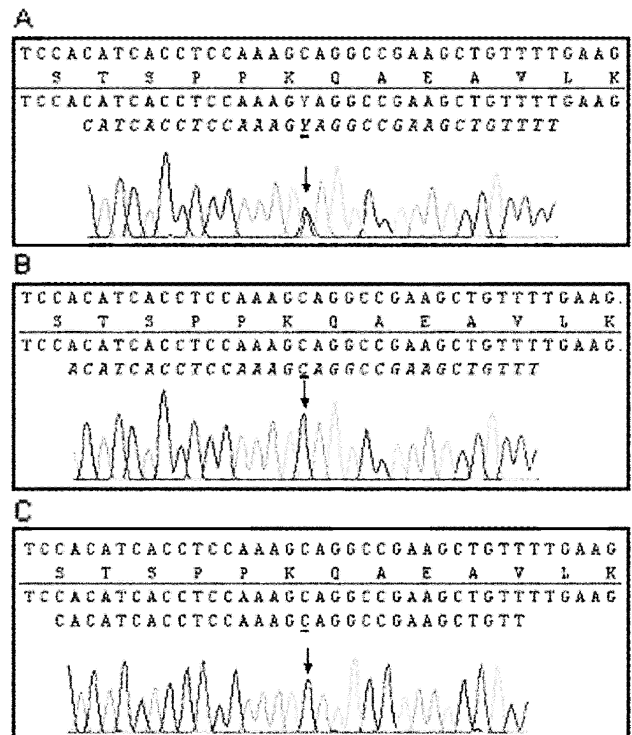 A
TCCACATCACCTCCAAAGCAGGCCGAAGCTGTTTTGAAG
S T S P P K Q A E A V L K
TCCACATCACCTCCAAAGYAGGCCGAAGCTGTTTTGAAG
CATCACCTCCAAAGYAGGCCGAAGCTGTTTT
B
TCCACATCACCTCCAAAGCAGGCCGAAGCTGTTTTGAAG.
S T S P P K Q A E A V L K
TCCACATCACCTCCAAAGCAGGCCGAAGCTGTTTTGAAG.
ACATCACCTCCAAAGCAGGCCGAAGCTGTTT
C
TCCACATCACCTCCAAAGCAGGCCGAAGCTGTTTTGAAG
S T S P P K Q A E A V L K
TCCACATCACCTCCAAAGCAGGCCGAAGCTGTTTTGAAG
CACATCACCTCCAAAGCAGGCCGAAGCTGTT